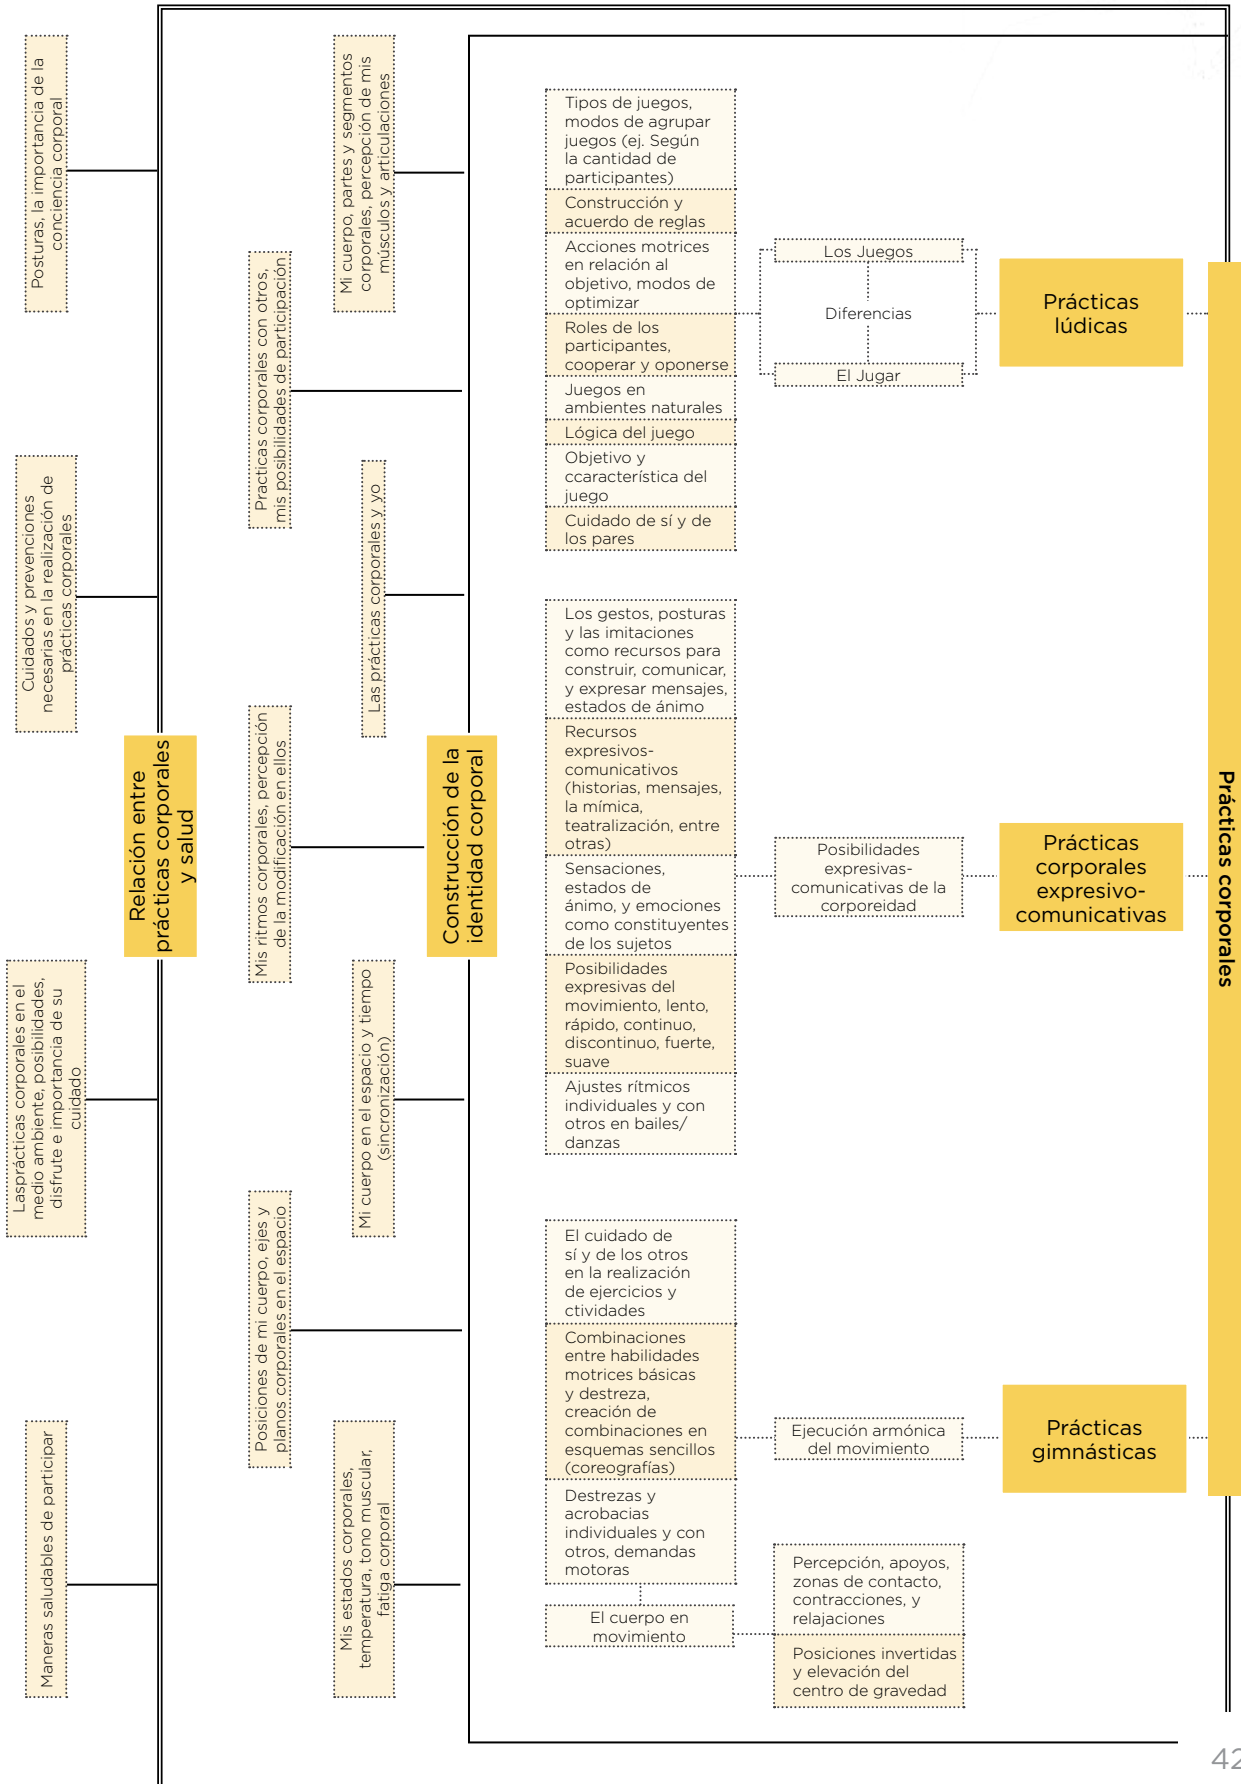 Posturas, la importancia de la
conciencia corporal
Cuidados y prevenciones
necesarias en la realización de
prácticas corporales
Relación entre
prácticas corporales
y salud
Lasprácticas corporales en el
medio ambiente, posibilidades,
disfrute e importancia de su
cuidado
Maneras saludables de participar
Mi cuerpo, partes y segmentos
corporales, percepción de mis
músculos y articulaciones
Practicas corporales con otros,
mis posibilidades de participación
Las prácticas corporales y yo
Mis ritmos corporales, percepción
de la modificación en ellos
Construcción de la
identidad corporal
Mi cuerpo en el espacio y tiempo
(sincronización)
Posiciones de mi cuerpo, ejes y
planos corporales en el espacio
Mis estados corporales,
temperatura, tono muscular,
fatiga corporal
Tipos de juegos,
modos de agrupar
juegos (ej. Según
la cantidad de
participantes)
Construcción y
acuerdo de reglas
Acciones motrices
en relación al
objetivo, modos de
optimizar
Roles de los
participantes,
cooperar y oponerse
Juegos en
ambientes naturales
Lógica del juego
Objetivo y
ccaracterística del
juego
Cuidado de sí y de
los pares
Los Juegos
Diferencias
El Jugar
Prácticas
lúdicas
Los gestos, posturas
y las imitaciones
como recursos para
construir, comunicar,
y expresar mensajes,
estados de ánimo
Recursos
expresivos-
comunicativos
(historias, mensajes,
la mímica,
teatralización, entre
otras)
Sensaciones,
estados de
ánimo, y emociones
como constituyentes
de los sujetos
Posibilidades
expresivas del
movimiento, lento,
rápido, continuo,
discontinuo, fuerte,
suave
Ajustes rítmicos
individuales y con
otros en bailes/
danzas
Posibilidades
expresivas-
comunicativas de la
corporeidad
Prácticas
corporales
expresivo-
comunicativas
Prácticas corporales
El cuidado de
sí y de los otros
en la realización
de ejercicios y
ctividades
Combinaciones
entre habilidades
motrices básicas
y destreza,
creación de
combinaciones en
esquemas sencillos
(coreografías)
Destrezas y
acrobacias
individuales y con
otros, demandas
motoras
El cuerpo en
movimiento
Ejecución armónica
del movimiento
Prácticas
gimnásticas
Percepción, apoyos,
zonas de contacto,
contracciones, y
relajaciones
Posiciones invertidas
y elevación del
centro de gravedad
42